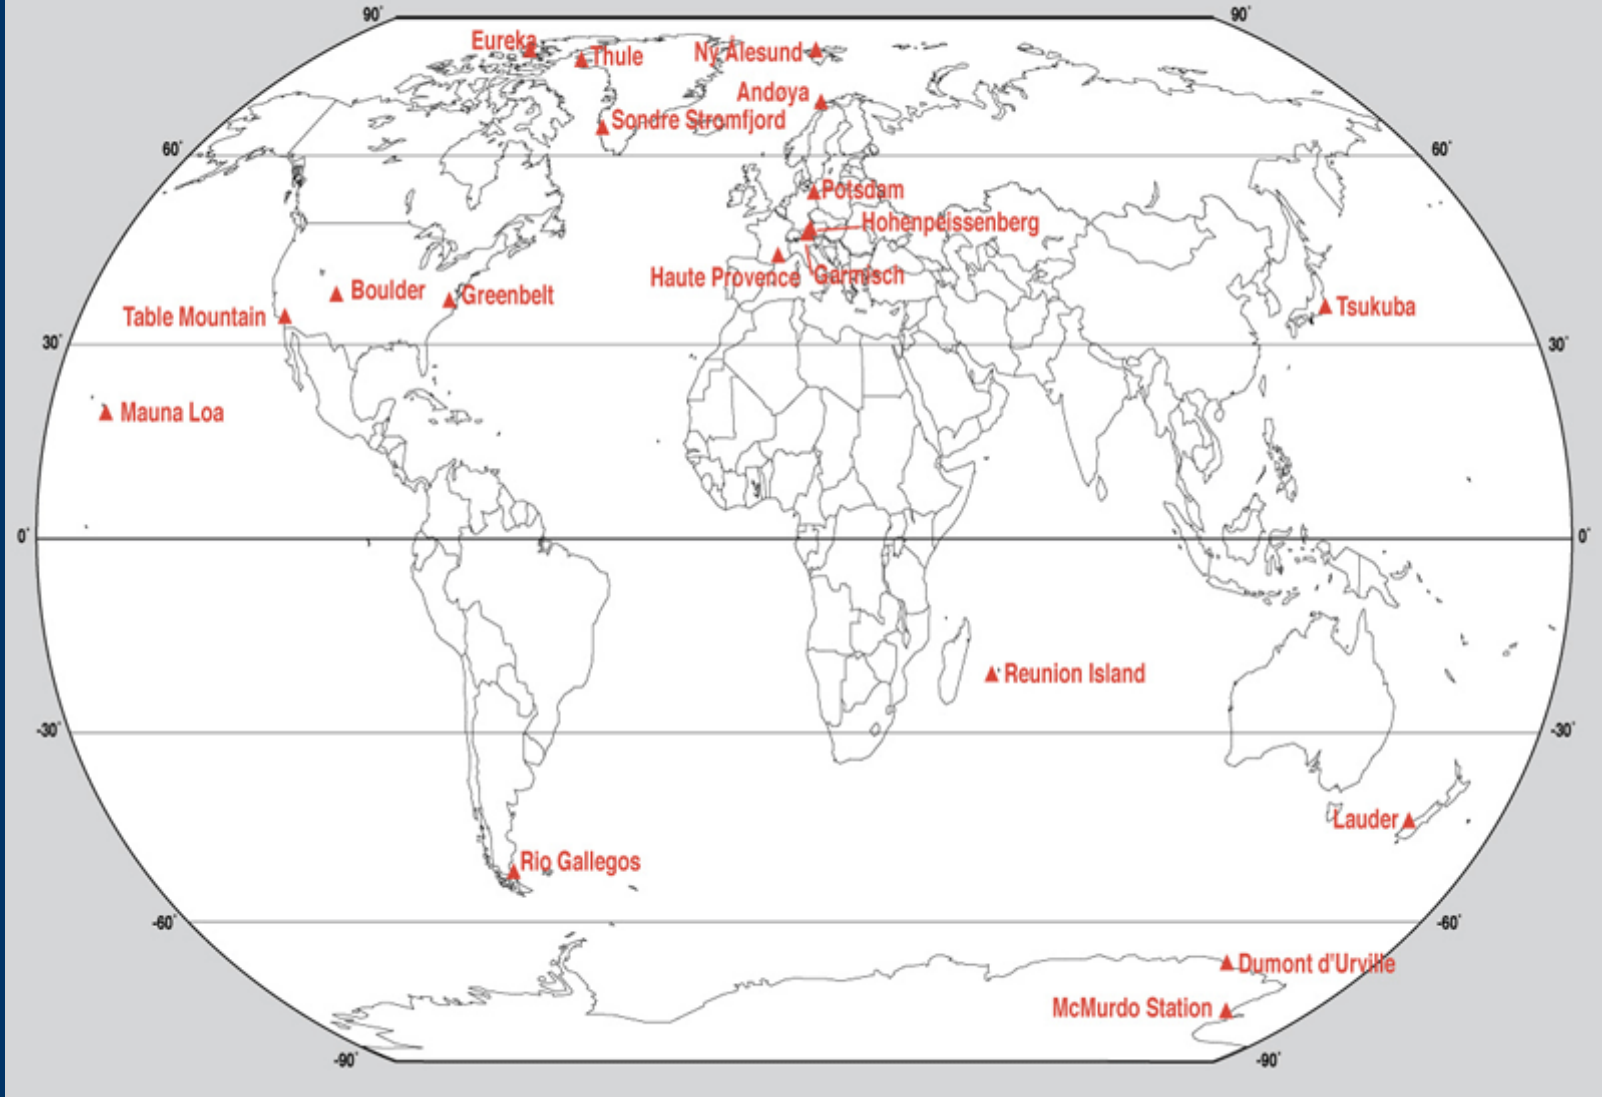 90°
90°
Eureka
Thule
Ny Ålesund
Andøya
Sondre Stromfjord
60°
60°
Potsdam
Hohenpeissenberg
Haute Provence
Garmisch
Boulder
Greenbelt
Table Mountain
Tsukuba
30°
30°
Mauna Loa
0°
0°
Reunion Island
-30°
-30°
Lauder
Rio Gallegos
-60°
-60°
Dumont d'Urville
McMurdo Station
-90°
-90°